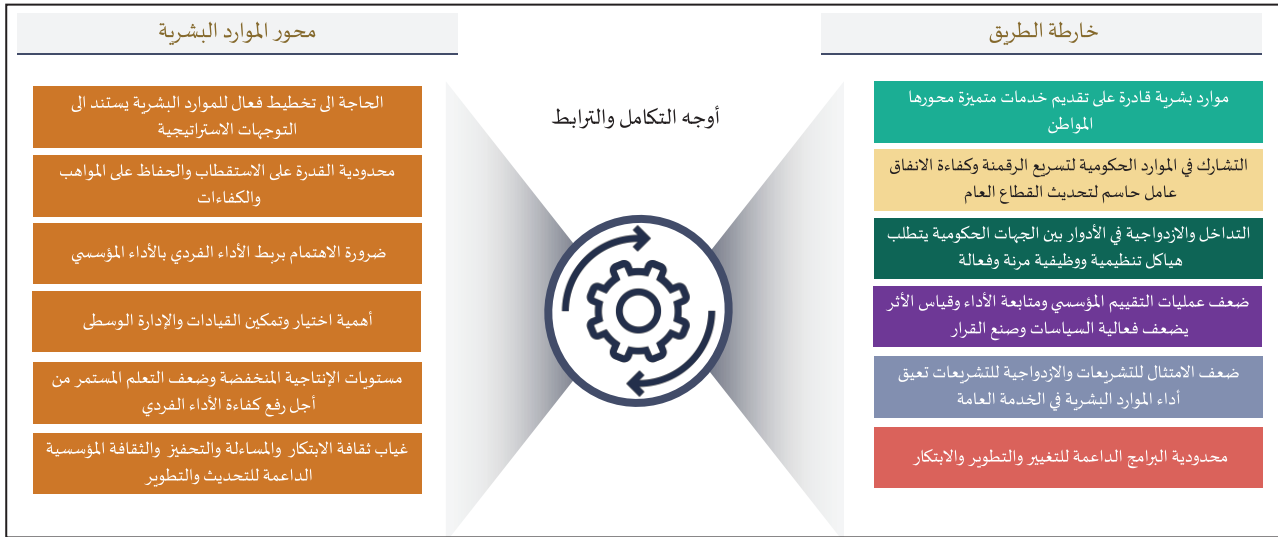 خارطة الطريق
موارد بشرية قادرة على تقديم خدمات متميزة محورها
المواطن
التشارك في الموارد الحكومية لتسريع الرقمنة وكفاءة الانفاق
عامل حاسم لتحديث القطاع العام
التداخل والازدواجية في الأدوار بين الجهات الحكومية يتطلب
هياكل تنظيمية ووظيفية مرنة وفعالة
ضعف عمليات التقييم المؤسسي ومتابعة الأداء وقياس الأثر
يضعف فعالية السياسات وصنع القرار
ضعف الامتثال للتشريعات والازدواجية للتشريعات تعيق
أداء الموارد البشرية في الخدمة العامة
محدودية البرامج الداعمة للتغيير والتطوير والابتكار
أوجه التكامل والترابط
محور الموارد البشرية
الحاجة الى تخطيط فعال للموارد البشرية يستند الى
التوجهات الاستراتيجية
محدودية القدرة على الاستقطاب والحفاظ على المواهب
والكفاءات
ضرورة الاهتمام بربط الأداء الفردي بالأداء المؤسسي
أهمية اختيار وتمكين القيادات والإدارة الوسطى
مستويات الإنتاجية المنخفضة وضعف التعلم المستمر من
أجل رفع كفاءة الأداء الفردي
غياب ثقافة الابتكار والمساءلة والتحفيز والثقافة المؤسسية
الداعمة للتحديث والتطوير